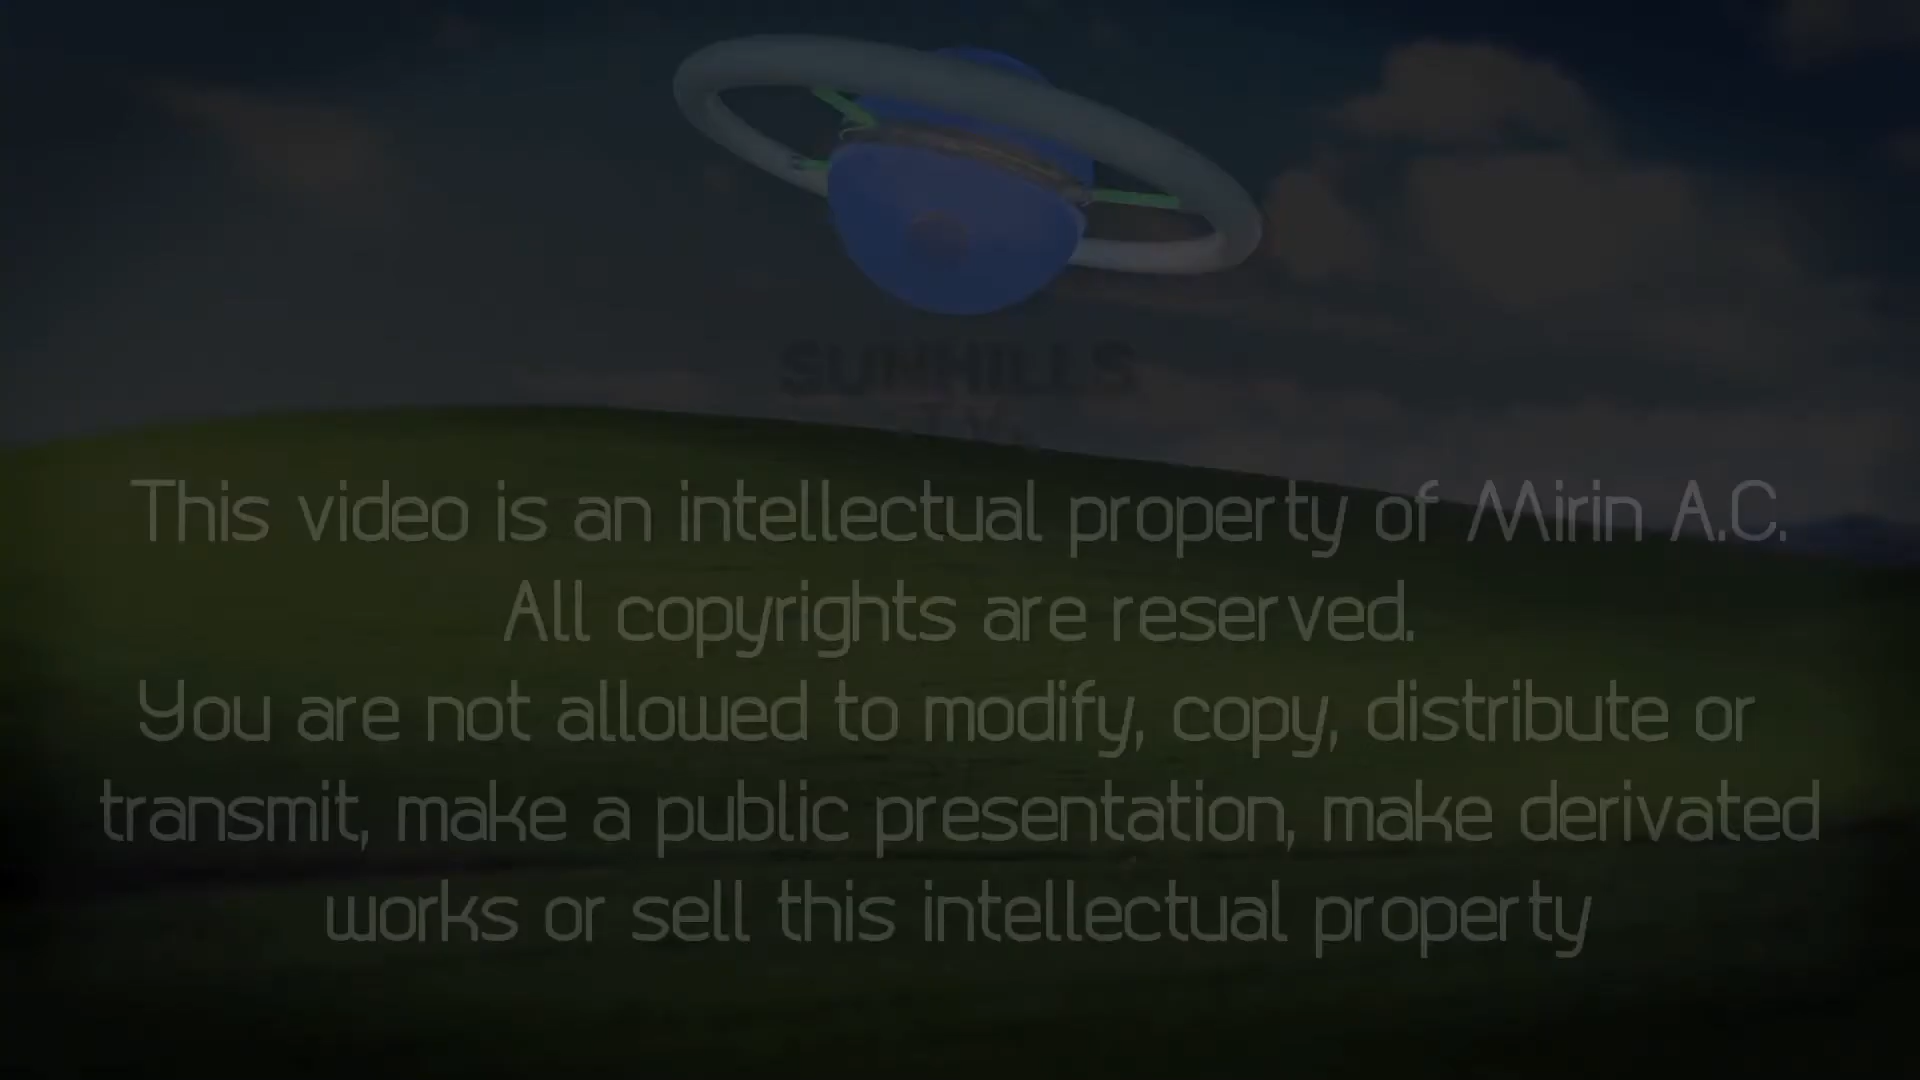 SUNHILLS
T.V.
This video is an intellectual property of Mirin A.C.
All copyrights are reserved.
You are not allowed to modify, copy, distribute or
transmit, make a public presentation, make derivated
works or sell this intellectual property